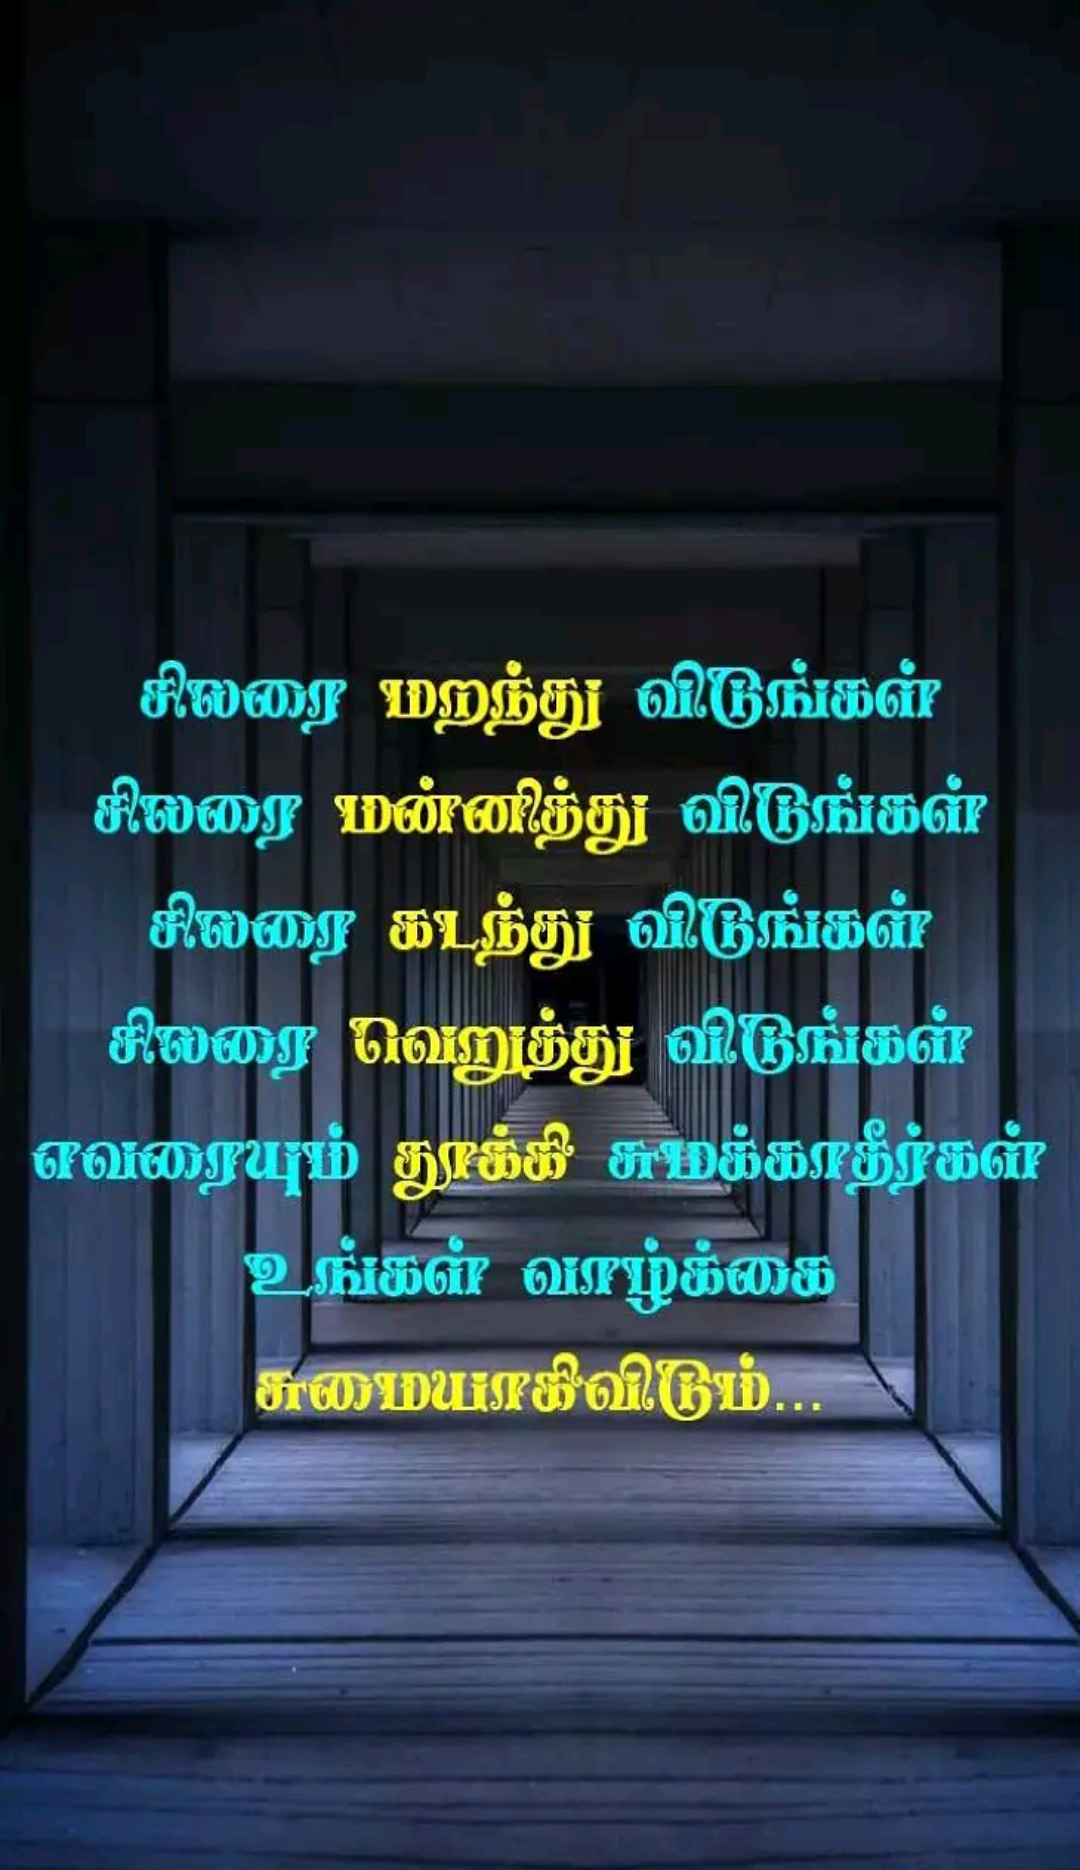 சிலரை மறந்து விடுங்கள்
சிலரை மன்னித்து விடுங்கள்
சிலரை கடந்து விடுங்கள்
சிலரை வெறுத்து விடுங்கள்
எவரையும் தூக்கி சுமக்காதீர்கள்
உங்கள் வாழ்க்கை
சுமையாகிவிடும்...